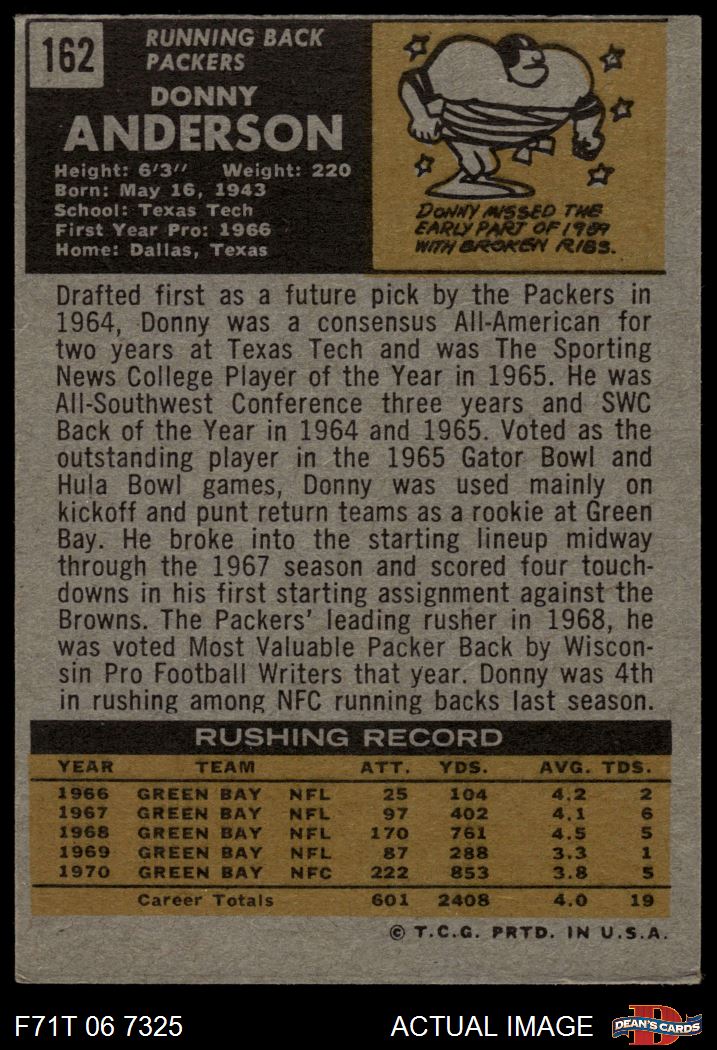 162
RUNNING BACK
PACKERS
DONNY
ANDERSON
Height: 6'3" Weight: 220
Born: May 16, 1943
School: Texas Tech
First Year Pro: 1966
Home: Dallas, Texas
DONNY MISSED THE
EARLY PART OF 1969
WITH BROKEN RIBS.
Drafted first as a future pick by the Packers in
1964, Donny was a consensus All-American for
two years at Texas Tech and was The Sporting
News College Player of the Year in 1965. He was
All-Southwest Conference three years and SWC
Back of the Year in 1964 and 1965. Voted as the
outstanding player in the 1965 Gator Bowl and
Hula Bowl games, Donny was used mainly on
kickoff and punt return teams as a rookie at Green
Bay. He broke into the starting lineup midway
through the 1967 season and scored four touch-
downs in his first starting assignment against the
Browns. The Packers' leading rusher in 1968, he
was voted Most Valuable Packer Back by Wiscon-
sin Pro Football Writers that year. Donny was 4th
in rushing among NFC running backs last season.
RUSHING RECORD
YEAR TEAM ATT. YDS. AVG. TDS.
1966 GREEN BAY NFL 25 104 4.2 2
1967 GREEN BAY NFL 97 402 4.1 6
1968 GREEN BAY NFL 170 761 4.5 5
1969 GREEN BAY NFL 87 288 3.3 1
1970 GREEN BAY NFC 222 853 3.8 5
Career Totals 601 2408 4.0 19
© T.C.G. PRTD. IN U.S.A.
F71T 06 7325 ACTUAL IMAGE D DEAN'S CARDS